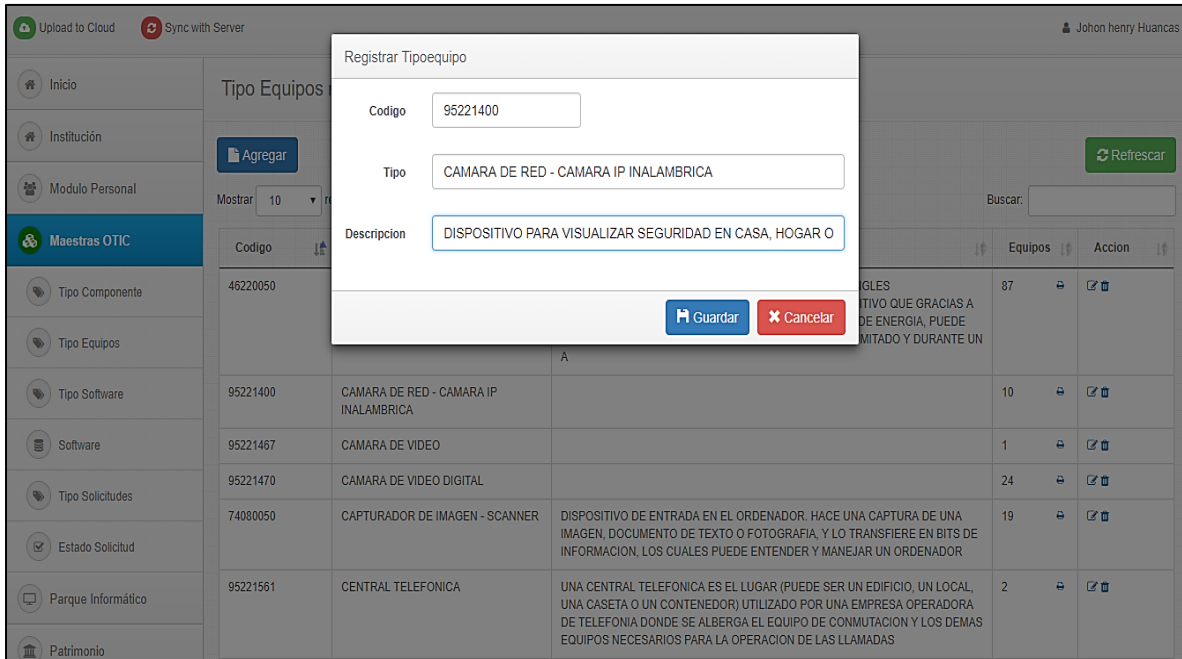 Upload to Cloud
Sync with Server
Johon henry Huancas
Inicio
Institución
Modulo Personal
Maestras OTIC
Tipo Componente
Tipo Equipos
Tipo Software
Software
Tipo Solicitudes
Estado Solicitud
Parque Informático
Patrimonio
Tipo Equipos
Agregar
Refrescar
Mostrar 10
Buscar:
Registrar Tipoequipo
Codigo 95221400
Tipo CAMARA DE RED - CAMARA IP INALAMBRICA
Descripcion DISPOSITIVO PARA VISUALIZAR SEGURIDAD EN CASA, HOGAR O
Guardar Cancelar
Codigo Equipos Accion
46220050 87
QUE GRACIAS A
DE ENERGIA, PUEDE
Y DURANTE UN
A
95221400 CAMARA DE RED - CAMARA IP 10
INALAMBRICA
95221467 CAMARA DE VIDEO 1
95221470 CAMARA DE VIDEO DIGITAL 24
74080050 CAPTURADOR DE IMAGEN - SCANNER DISPOSITIVO DE ENTRADA EN EL ORDENADOR. HACE UNA CAPTURA DE UNA 19
IMAGEN, DOCUMENTO DE TEXTO O FOTOGRAFIA, Y LO TRANSFIERE EN BITS DE
INFORMACION, LOS CUALES PUEDE ENTENDER Y MANEJAR UN ORDENADOR
95221561 CENTRAL TELEFONICA UNA CENTRAL TELEFONICA ES EL LUGAR (PUEDE SER UN EDIFICIO, UN LOCAL, 2
UNA CASETA O UN CONTENEDOR) UTILIZADO POR UNA EMPRESA OPERADORA
DE TELEFONIA DONDE SE ALBERGA EL EQUIPO DE CONMUTACION Y LOS DEMAS
EQUIPOS NECESARIOS PARA LA OPERACION DE LAS LLAMADAS